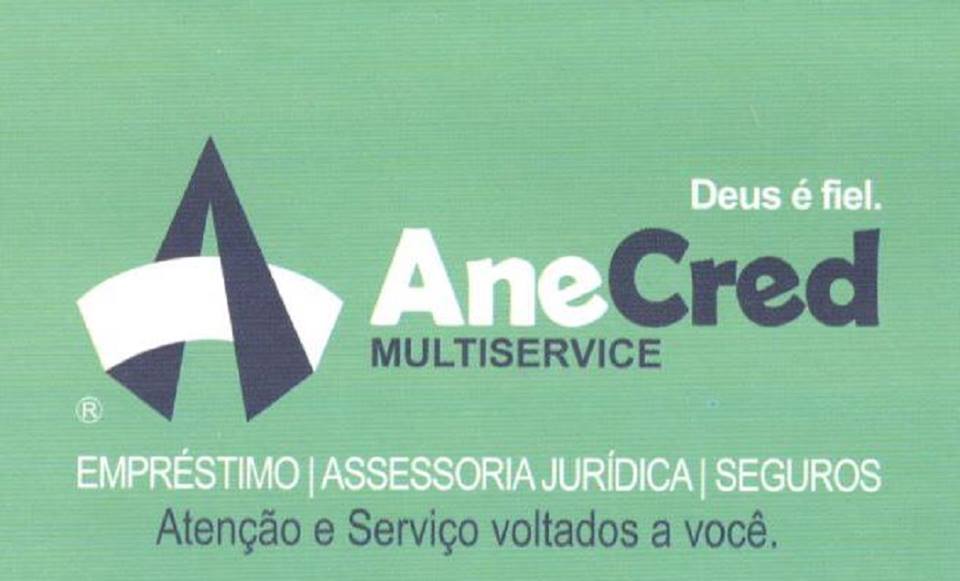 Deus é fiel.
AneCred
MULTISERVICE
®
EMPRÉSTIMO | ASSESSORIA JURÍDICA | SEGUROS
Atenção e Serviço voltados a você.